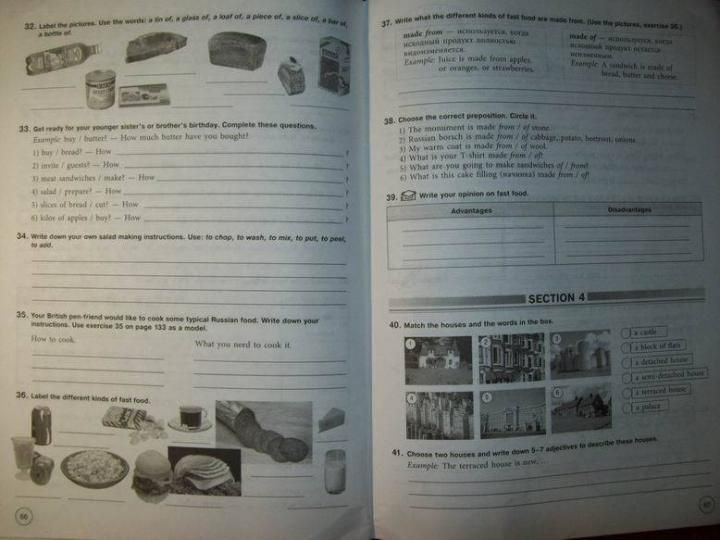 32. Label the pictures. Use the words: a tin of, a glass of, a loaf of, a piece of, a slice of, a bar of,
a bottle of.
33. Get ready for your younger sister's or brother's birthday. Complete these questions.
Example: buy / butter? — How much butter have you bought?
1) buy / bread? — How ?
2) invite / guests? — How ?
3) meat sandwiches / make? — How ?
4) salad / prepare? — How ?
5) slices of bread / cut? — How ?
6) kilos of apples / buy? — How ?
34. Write down your own salad making instructions. Use: to chop, to wash, to mix, to put, to peel,
to add.
35. Your British pen-friend would like to cook some typical Russian food. Write down your
instructions. Use exercise 35 on page 133 as a model.
How to cook.
What you need to cook it.
36. Label the different kinds of fast food.
66
37. Write what the different kinds of fast food are made from. (Use the pictures, exercise 36.)
made from — используется, когда
исходный продукт полностью
видоизменяется.
Example: Juice is made from apples
or oranges, or strawberries.
made of — используется, когда
исходный продукт остается
неизменным.
Example: A sandwich is made of
bread, butter and cheese.
38. Choose the correct preposition. Circle it.
1) The monument is made from / of stone.
2) Russian borsch is made from / of cabbage, potato, beetroot, onions.
3) My warm coat is made from / of wool.
4) What is your T-shirt made from / of?
5) What are you going to make sandwiches of / from?
6) What is this cake filling (начинка) made from / of?
39. Write your opinion on fast food.
Advantages
Disadvantages
SECTION 4
40. Match the houses and the words in the box.
1
2
3
4
5
6
a castle
a block of flats
a detached house
a semi-detached house
a terraced house
a palace
41. Choose two houses and write down 5–7 adjectives to describe these houses.
Example: The terraced house is new, ...
67